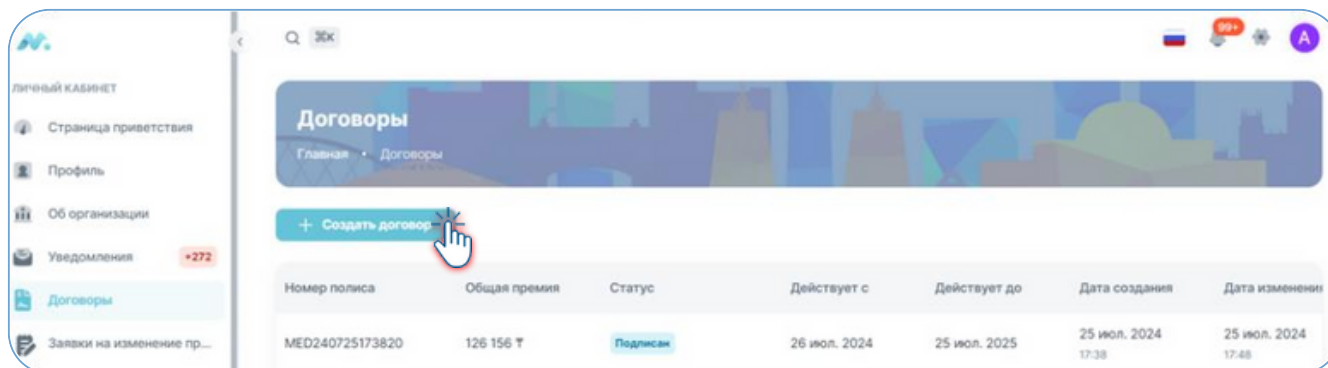 ЛИЧНЫЙ КАБИНЕТ
Страница приветствия
Профиль
Об организации
Уведомления +272
Договоры
Заявки на изменение пр...
⌘K
99+
A
Договоры
Главная • Договоры
+ Создать договор
Номер полиса Общая премия Статус Действует с Действует до Дата создания Дата изменения
MED240725173820 126 156 ₸ Подписан 26 июл. 2024 25 июл. 2025 25 июл. 2024 25 июл. 2024
17:38 17:48